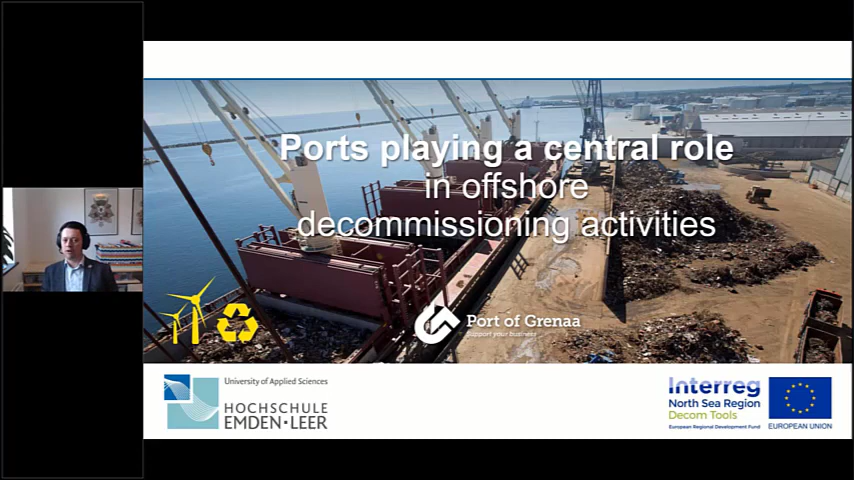 Ports playing a central role
in offshore
decommissioning activities
Port of Grenaa
Support your business
University of Applied Sciences
HOCHSCHULE
EMDEN•LEER
Interreg
North Sea Region
Decom Tools
European Regional Development Fund
EUROPEAN UNION